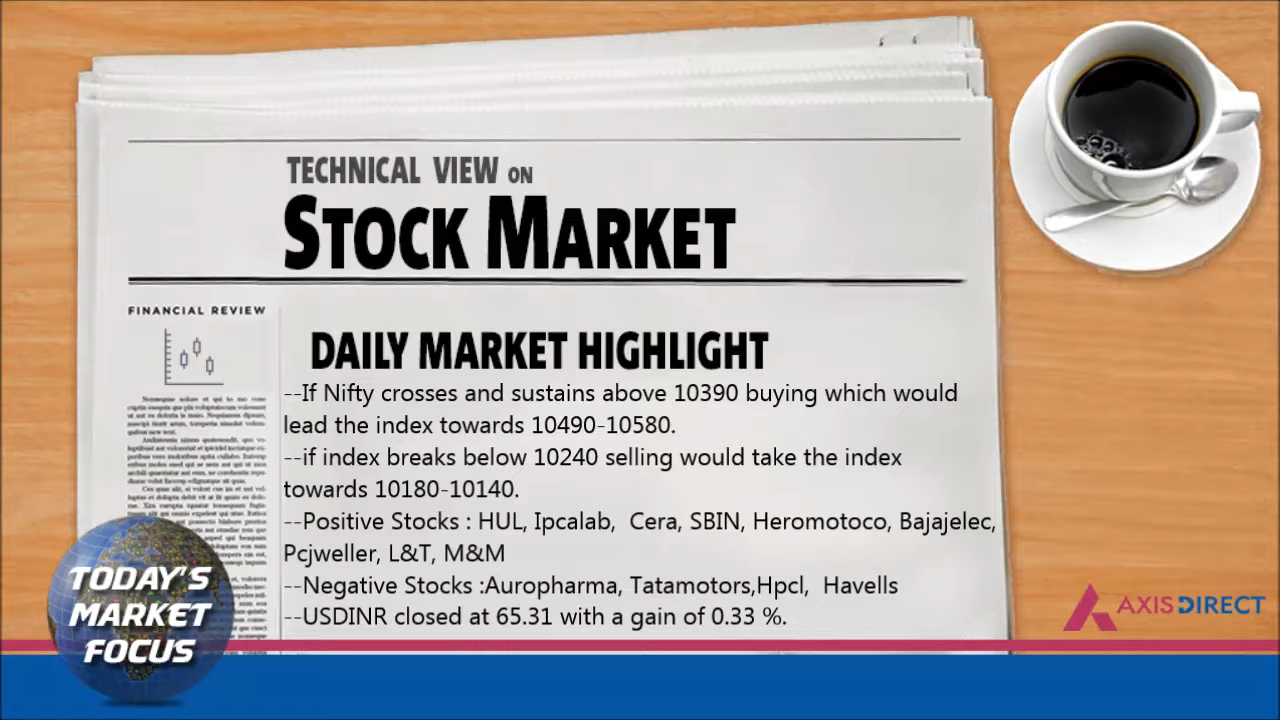 TECHNICAL VIEW ON
STOCK MARKET
FINANCIAL REVIEW
DAILY MARKET HIGHLIGHT
--If Nifty crosses and sustains above 10390 buying which would
lead the index towards 10490-10580.
--if index breaks below 10240 selling would take the index
towards 10180-10140.
--Positive Stocks : HUL, Ipcalab,  Cera, SBIN, Heromotoco, Bajajelec,
Pcjweller, L&T, M&M
--Negative Stocks :Auropharma, Tatamotors,Hpcl,  Havells
--USDINR closed at 65.31 with a gain of 0.33 %.
TODAY'S
MARKET
FOCUS
AXIS DIRECT